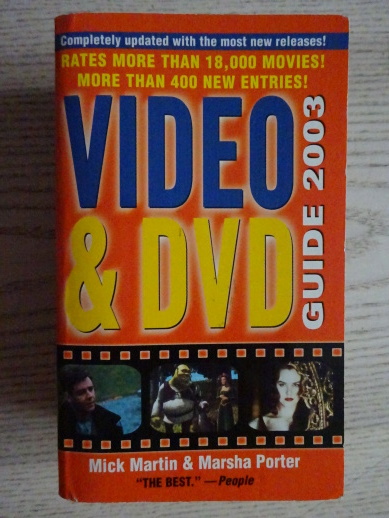 Completely updated with the most new releases!
RATES MORE THAN 18,000 MOVIES!
MORE THAN 400 NEW ENTRIES!
VIDEO
& DVD
GUIDE 2003
Mick Martin & Marsha Porter
"THE BEST." —People